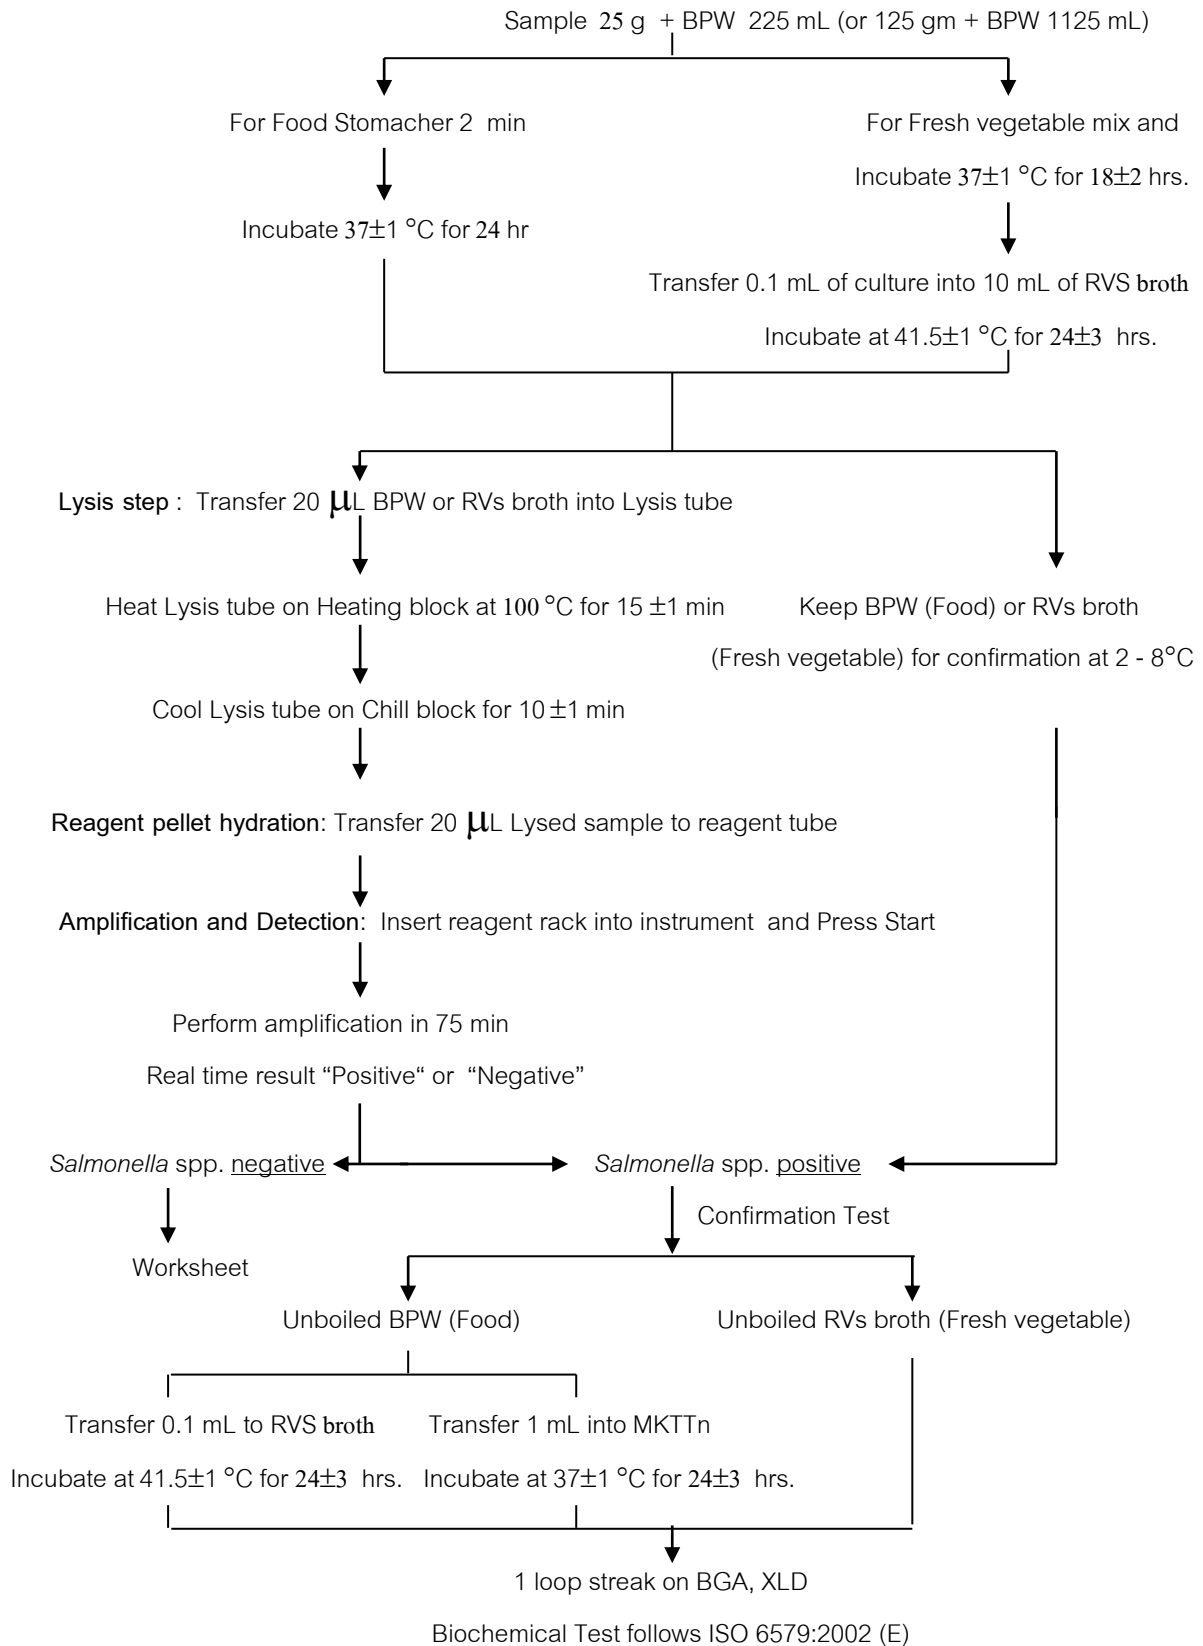 Sample 25 g + BPW 225 mL (or 125 gm + BPW 1125 mL)
For Food Stomacher 2 min
For Fresh vegetable mix and
Incubate 37±1 °C for 18±2 hrs.
Incubate 37±1 °C for 24 hr
Transfer 0.1 mL of culture into 10 mL of RVS broth
Incubate at 41.5±1 °C for 24±3 hrs.
Lysis step : Transfer 20 µL BPW or RVs broth into Lysis tube
Heat Lysis tube on Heating block at 100 °C for 15 ±1 min
Keep BPW (Food) or RVs broth
(Fresh vegetable) for confirmation at 2 - 8°C
Cool Lysis tube on Chill block for 10 ±1 min
Reagent pellet hydration: Transfer 20 µL Lysed sample to reagent tube
Amplification and Detection: Insert reagent rack into instrument and Press Start
Perform amplification in 75 min
Real time result “Positive“ or “Negative”
Salmonella spp. negative
Salmonella spp. positive
Confirmation Test
Worksheet
Unboiled BPW (Food)
Unboiled RVs broth (Fresh vegetable)
Transfer 0.1 mL to RVS broth
Transfer 1 mL into MKTTn
Incubate at 41.5±1 °C for 24±3 hrs.
Incubate at 37±1 °C for 24±3 hrs.
1 loop streak on BGA, XLD
Biochemical Test follows ISO 6579:2002 (E)